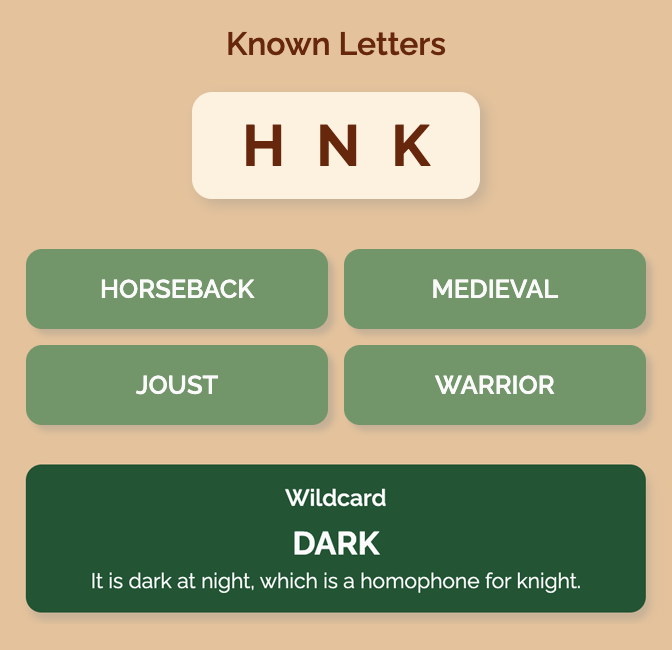 Known Letters
H N K
HORSEBACK
MEDIEVAL
JOUST
WARRIOR
Wildcard
DARK
It is dark at night, which is a homophone for knight.